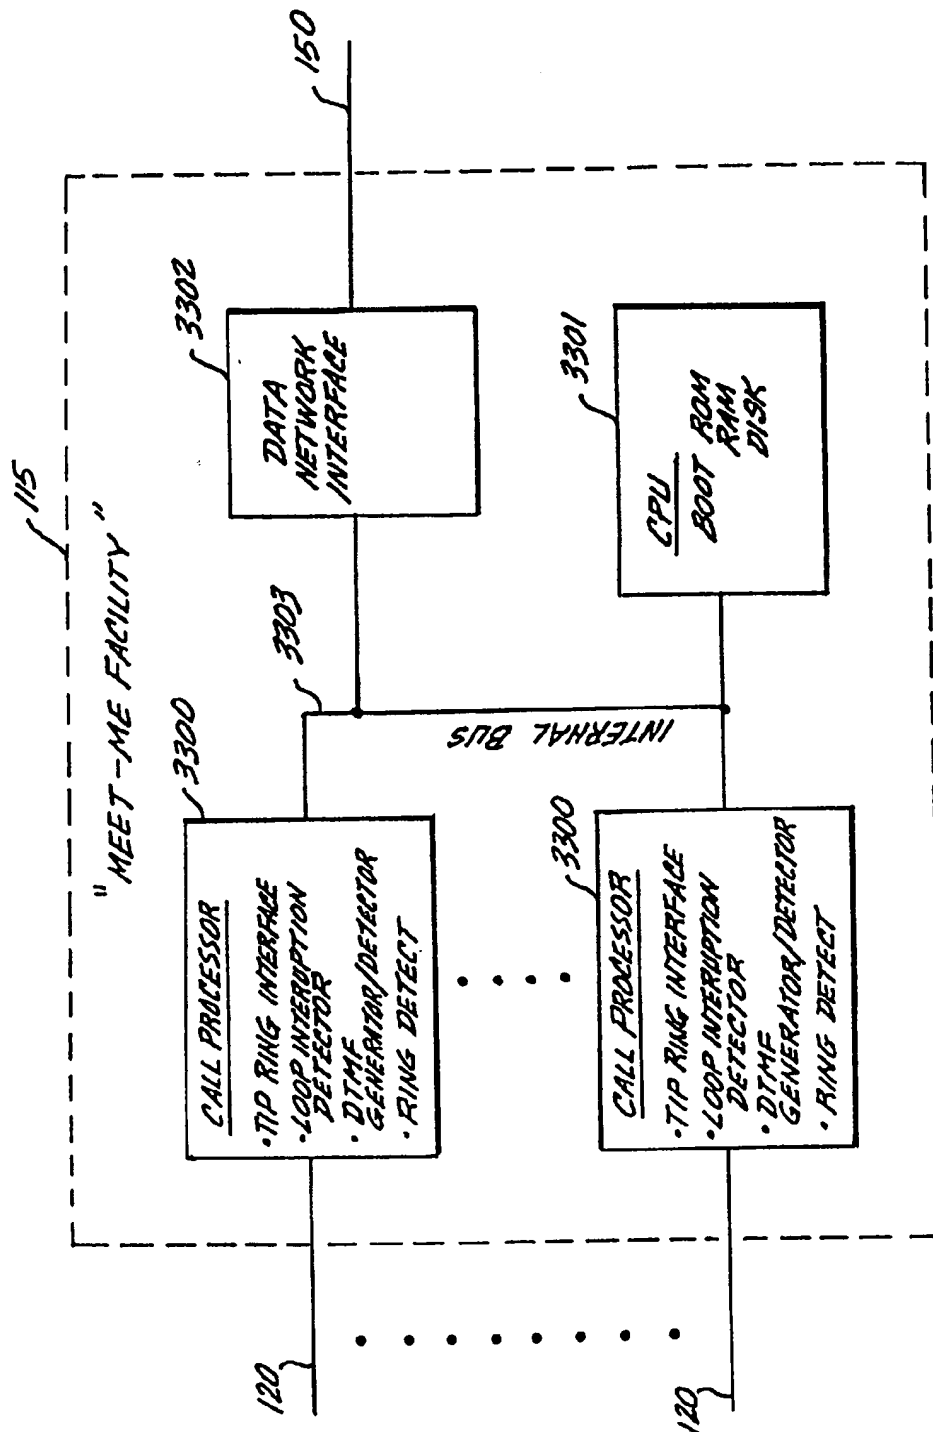 115
"MEET-ME FACILITY"
3300
CALL PROCESSOR
•TIP RING INTERFACE
•LOOP INTERUPTION
DETECTOR
•DTMF
GENERATOR/DETECTOR
•RING DETECT
120
3303
INTERNAL BUS
3302
DATA
NETWORK
INTERFACE
150
3300
CALL PROCESSOR
•TIP RING INTERFACE
•LOOP INTERUPTION
DETECTOR
•DTMF
GENERATOR/DETECTOR
•RING DETECT
120
3301
CPU
BOOT ROM
RAM
DISK